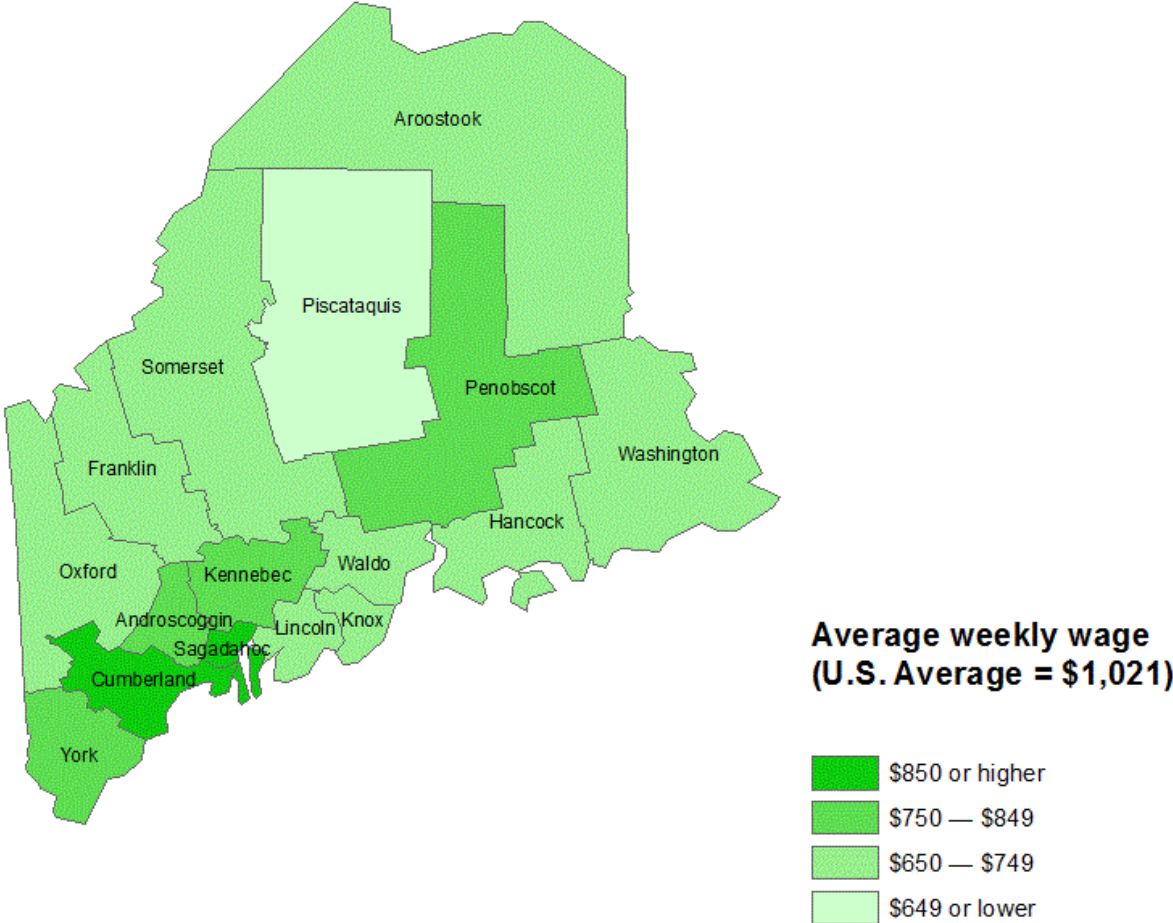 Aroostook
Piscataquis
Somerset
Penobscot
Washington
Franklin
Hancock
Waldo
Oxford
Kennebec
Androscoggin
Knox
Lincoln
Sagadahoc
Cumberland
York
Average weekly wage
(U.S. Average = $1,021)
$850 or higher
$750 — $849
$650 — $749
$649 or lower